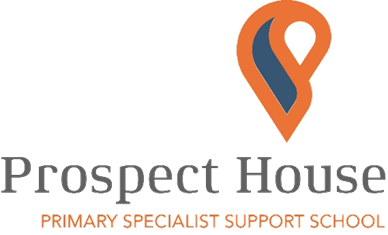 Prospect House
PRIMARY SPECIALIST SUPPORT SCHOOL